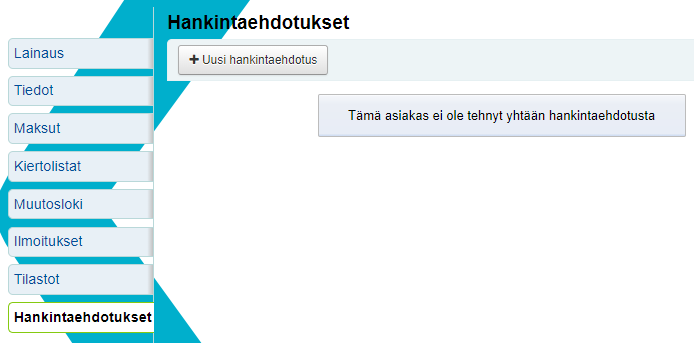 Hankintaehdotukset
Uusi hankintaehdotus
Tämä asiakas ei ole tehnyt yhtään hankintaehdotusta
Lainaus
Tiedot
Maksut
Kiertolistat
Muutosloki
Ilmoitukset
Tilastot
Hankintaehdotukset